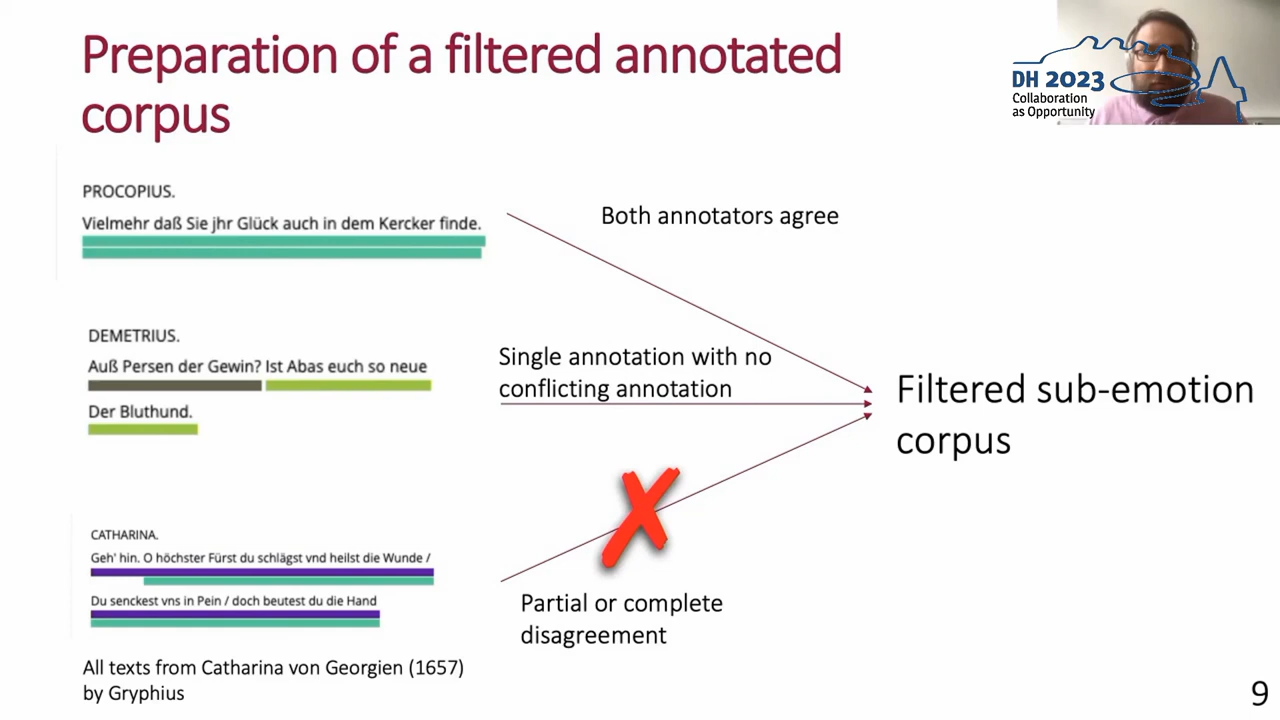 Preparation of a filtered annotated
corpus
DH 2023
Collaboration
as Opportunity
PROCOPIUS.
Vielmehr daß Sie jhr Glück auch in dem Kercker finde.
Both annotators agree
DEMETRIUS.
Auß Persen der Gewin? Ist Abas euch so neue
Der Bluthund.
Single annotation with no
conflicting annotation
Filtered sub-emotion
corpus
CATHARINA.
Geh' hin. O höchster Fürst du schlägst vnd heilst die Wunde /
Du senckest vns in Pein / doch beutest du die Hand
Partial or complete
disagreement
All texts from Catharina von Georgien (1657)
by Gryphius
9